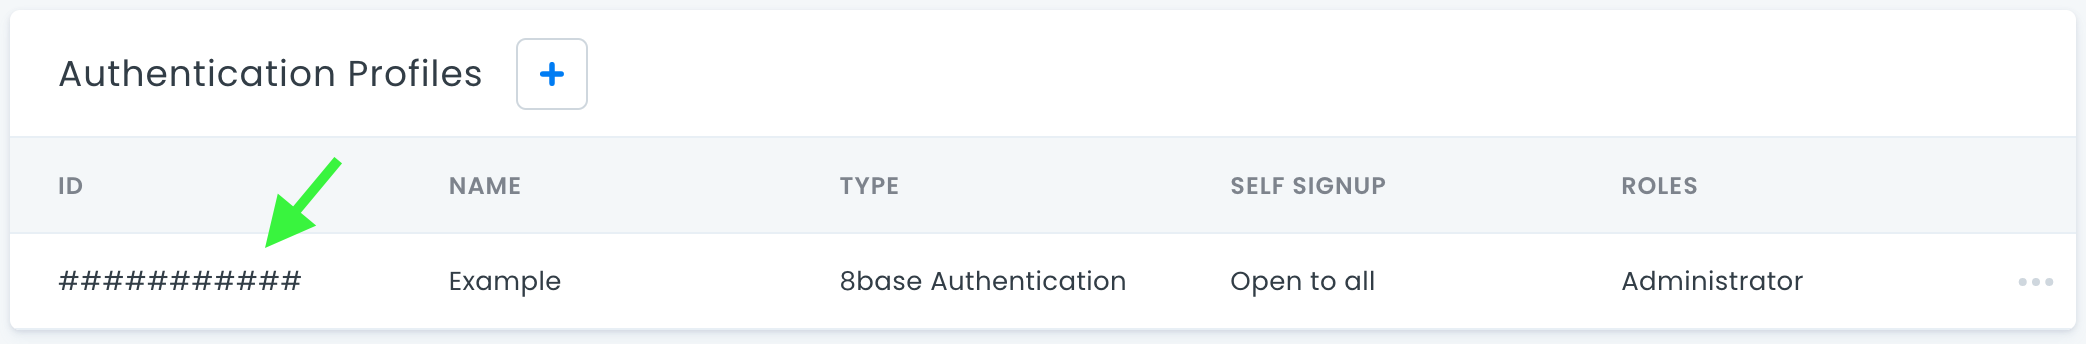 Authentication Profiles
ID NAME TYPE SELF SIGNUP ROLES
########### Example 8base Authentication Open to all Administrator